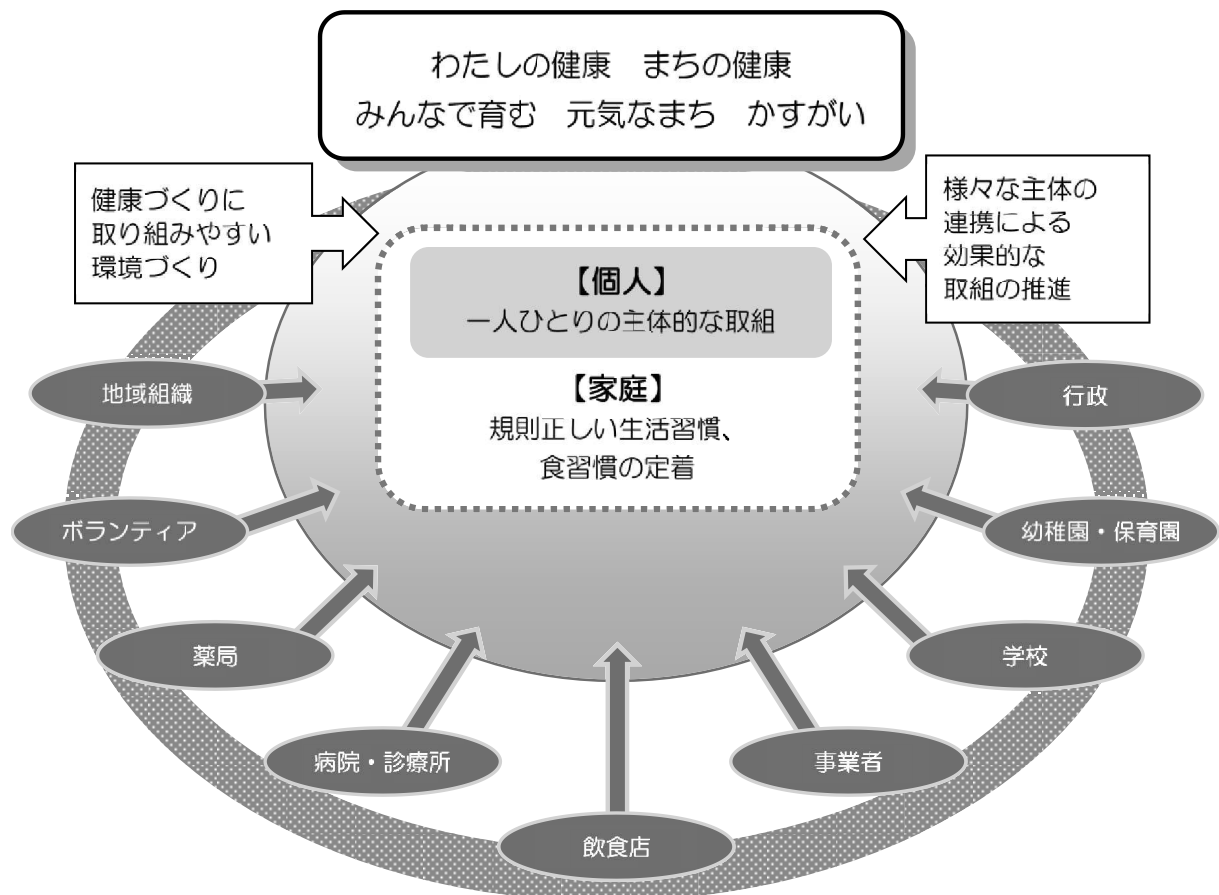 わたしの健康　まちの健康
みんなで育む　元気なまち　かすがい
健康づくりに
取り組みやすい
環境づくり
様々な主体の
連携による
効果的な
取組の推進
【個人】
一人ひとりの主体的な取組
【家庭】
規則正しい生活習慣、
食習慣の定着
地域組織
行政
ボランティア
幼稚園・保育園
薬局
学校
病院・診療所
事業者
飲食店